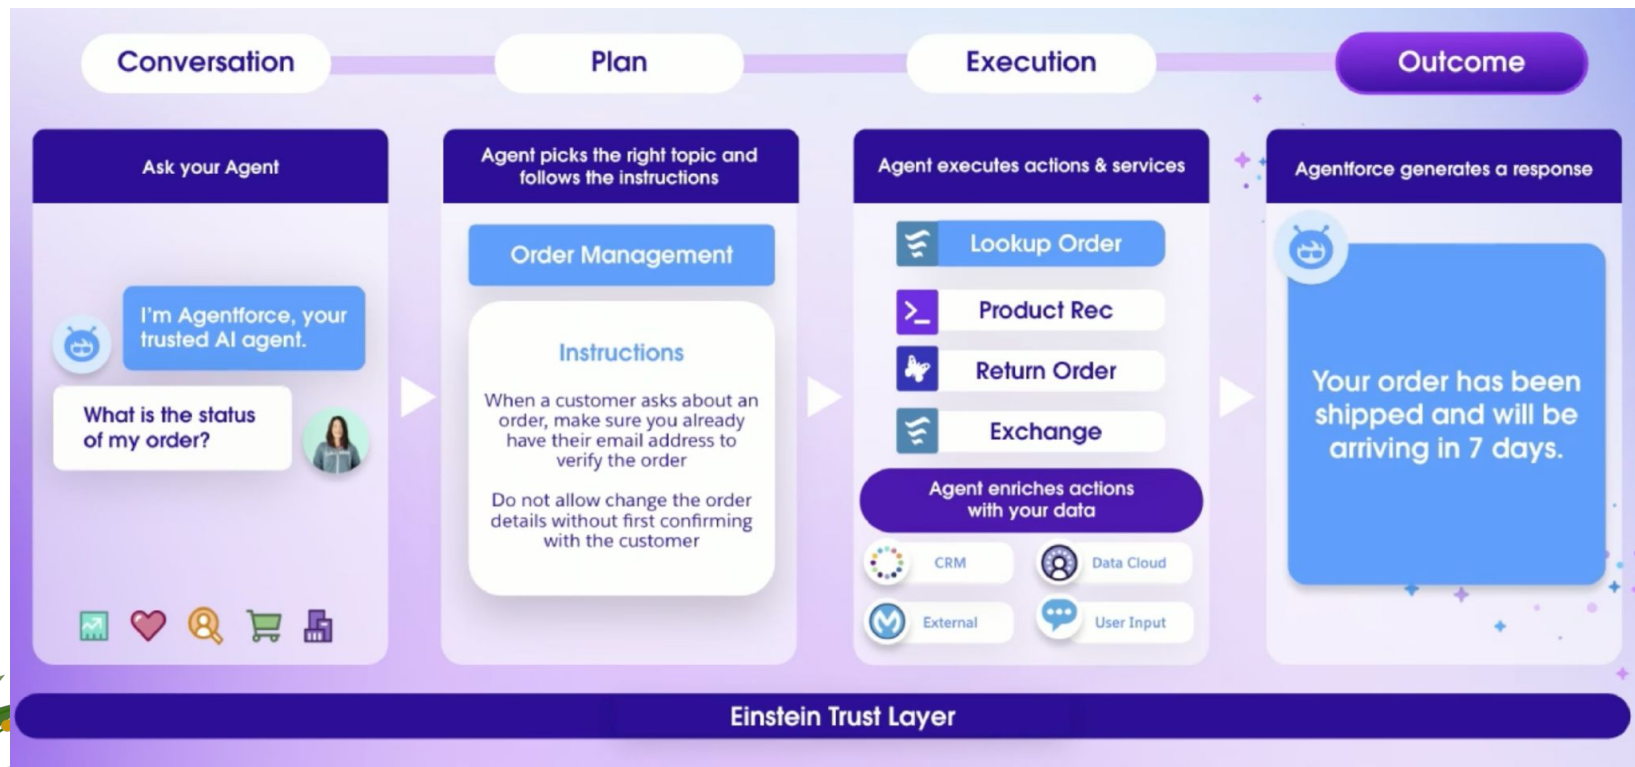 Conversation
Plan
Execution
Outcome
Ask your Agent
I'm Agentforce, your
trusted AI agent.
What is the status
of my order?
Agent picks the right topic and
follows the instructions
Order Management
Instructions
When a customer asks about an
order, make sure you already
have their email address to
verify the order
Do not allow change the order
details without first confirming
with the customer
Agent executes actions & services
Lookup Order
Product Rec
Return Order
Exchange
Agent enriches actions
with your data
CRM
Data Cloud
External
User Input
Agentforce generates a response
Your order has been
shipped and will be
arriving in 7 days.
Einstein Trust Layer